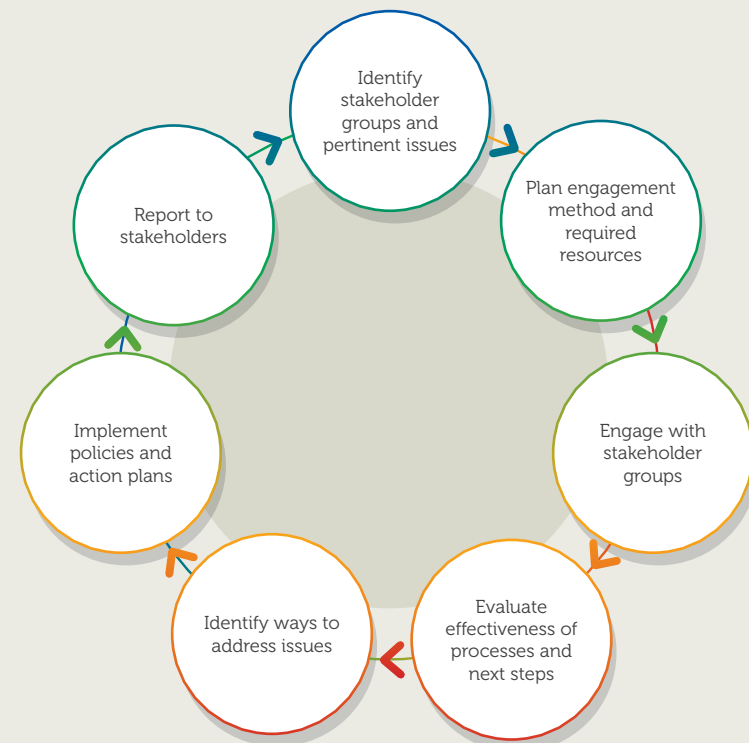 Identify
stakeholder
groups and
pertinent issues
Plan engagement
method and
required
resources
Engage with
stakeholder
groups
Evaluate
effectiveness of
processes and
next steps
Identify ways to
address issues
Implement
policies and
action plans
Report to
stakeholders